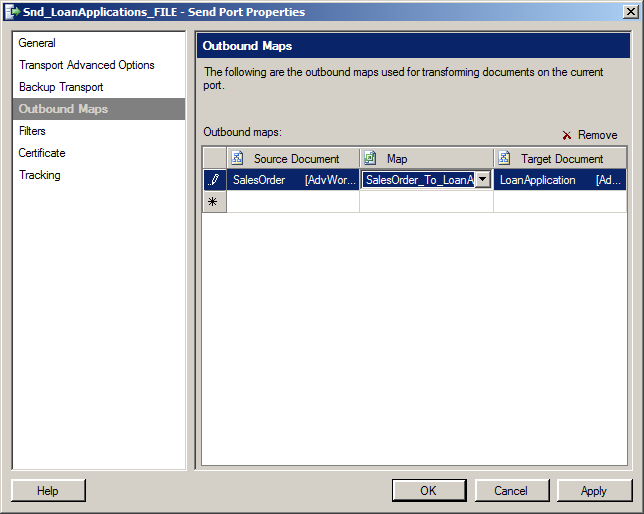 Snd_LoanApplications_FILE - Send Port Properties
General
Transport Advanced Options
Backup Transport
Outbound Maps
Filters
Certificate
Tracking
Outbound Maps
The following are the outbound maps used for transforming documents on the current
port.
Outbound maps:
Remove
Source Document Map Target Document
SalesOrder [AdvWor... SalesOrder_To_LoanA LoanApplication [Ad...
Help OK Cancel Apply